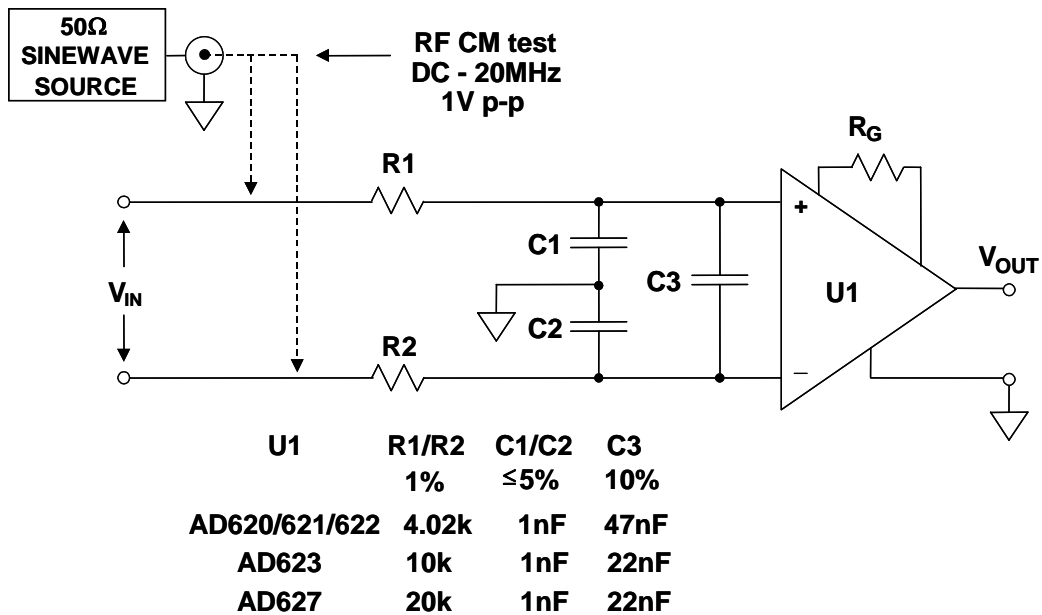 50Ω
SINEWAVE
SOURCE
RF CM test
DC - 20MHz
1V p-p
RG
R1
+
C1
C3
VIN
U1
VOUT
C2
R2
–
U1 R1/R2 C1/C2 C3
1% ≤5% 10%
AD620/621/622 4.02k 1nF 47nF
AD623 10k 1nF 22nF
AD627 20k 1nF 22nF